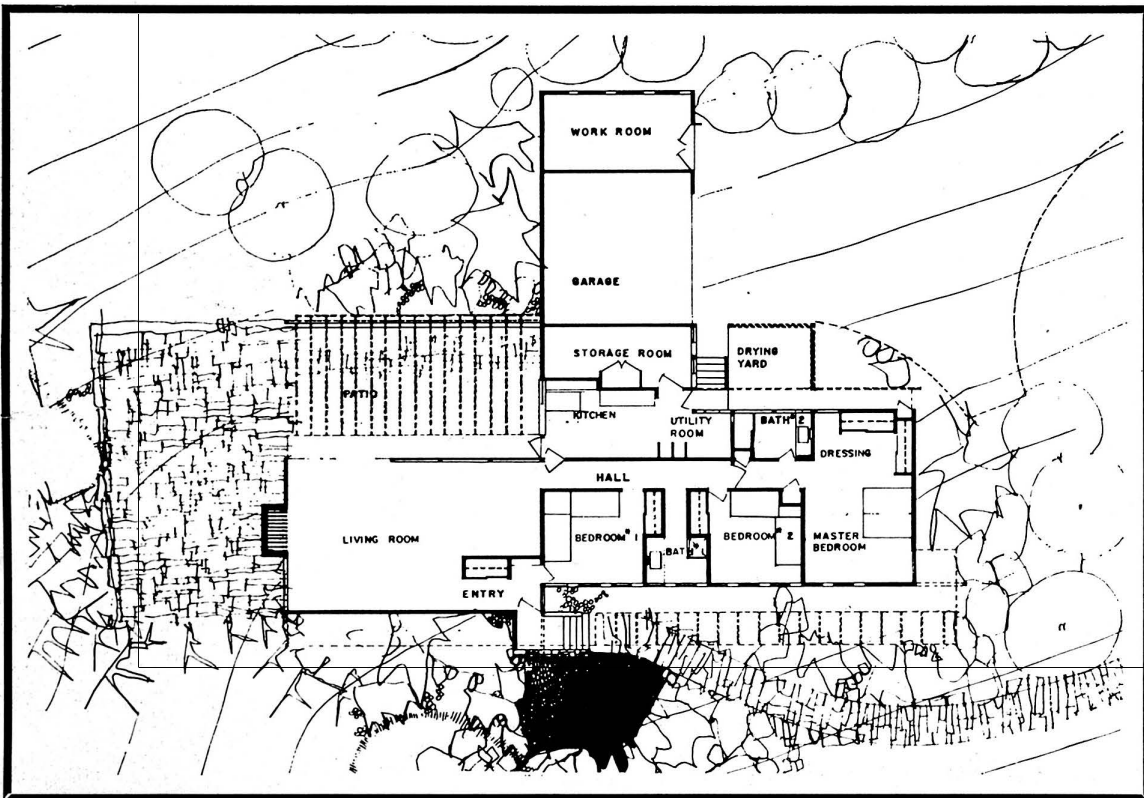 WORK ROOM
GARAGE
STORAGE ROOM
DRYING
YARD
PATIO
KITCHEN
UTILITY
ROOM
BATH #2
DRESSING
HALL
LIVING ROOM
BEDROOM #1
BATH #1
BEDROOM #2
MASTER
BEDROOM
ENTRY